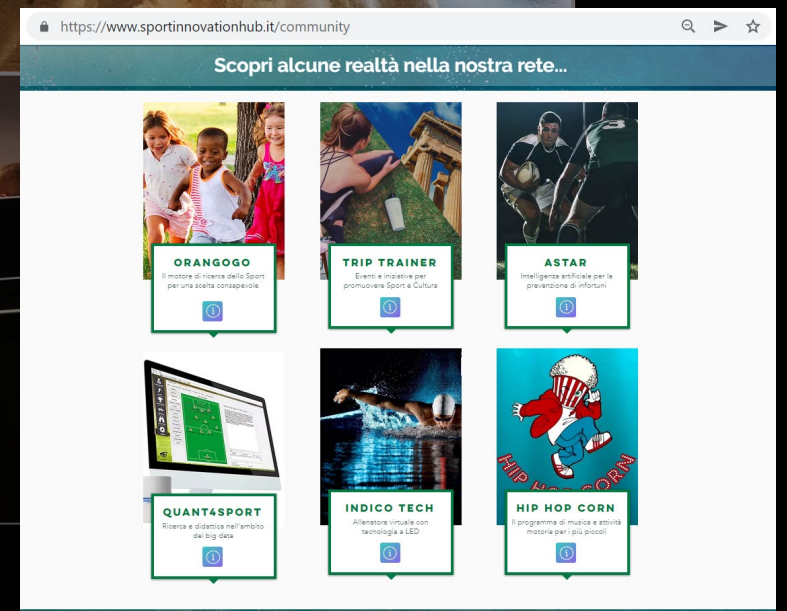 https://www.sportinnovationhub.it/community
Scopri alcune realtà nella nostra rete...
ORANGOGO
Il motore di ricerca dello Sport
per una scelta consapevole
TRIP TRAINER
Eventi e iniziative per
promuovere Sport e Cultura
ASTAR
Intelligenza artificiale per la
prevenzione di infortuni
QUANT4SPORT
Ricerca e didattica nell'ambito
dei big data
INDICO TECH
Allenatore virtuale con
tecnologia a LED
HIP HOP CORN
HIP HOP CORN
Il programma di musica e attività
motoria per i più piccoli